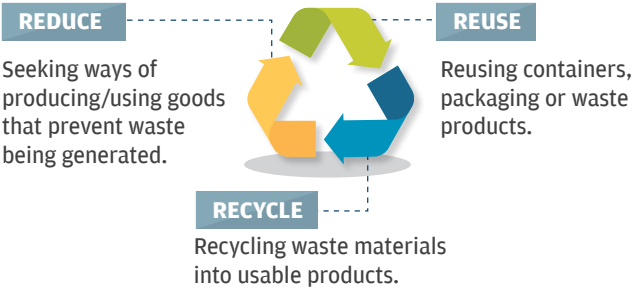 REDUCE
Seeking ways of
producing/using goods
that prevent waste
being generated.
REUSE
Reusing containers,
packaging or waste
products.
RECYCLE
Recycling waste materials
into usable products.